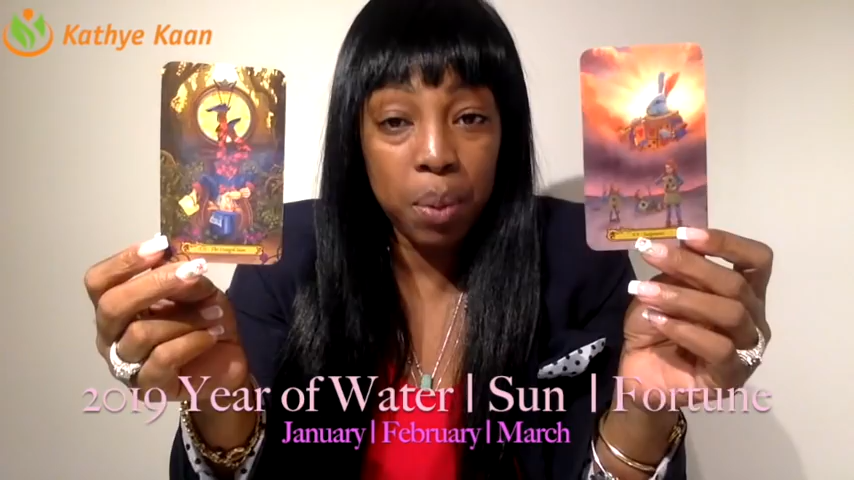 Kathye Kaan
2019 Year of Water | Sun | Fortune
January | February | March